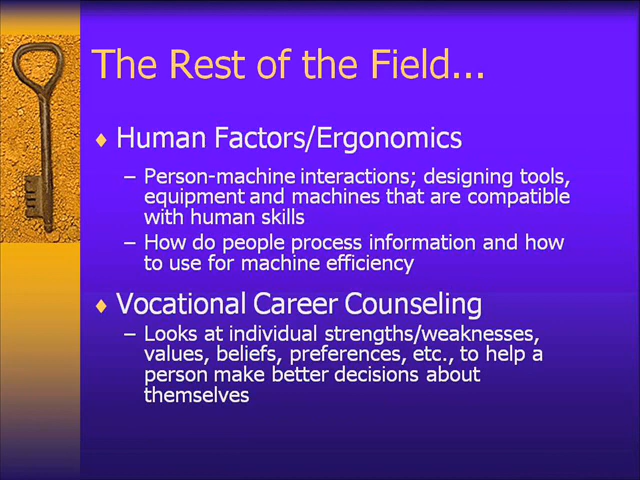 The Rest of the Field...
♦ Human Factors/Ergonomics
– Person-machine interactions; designing tools,
equipment and machines that are compatible
with human skills
– How do people process information and how
to use for machine efficiency
♦ Vocational Career Counseling
– Looks at individual strengths/weaknesses,
values, beliefs, preferences, etc., to help a
person make better decisions about
themselves